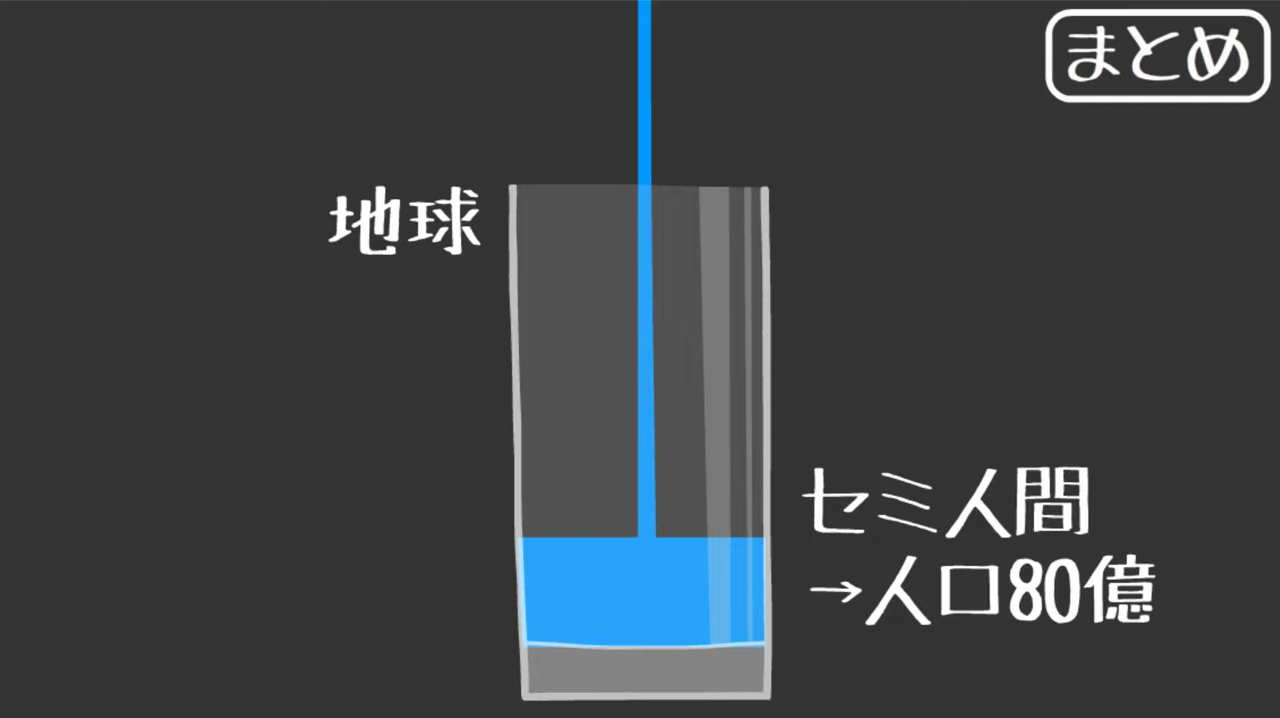 まとめ
地球
セミ人間
→人口80億